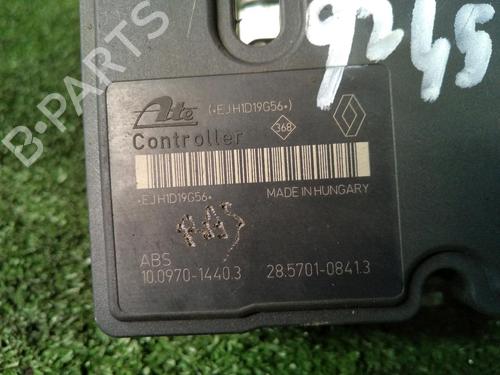 9245
Ate (•EJH1D19G56•)
Controller 368
•EJH1D19G56•
MADE IN HUNGARY
ABS
10.0970-1440.3 28.5701-0841.3
B-PARTS